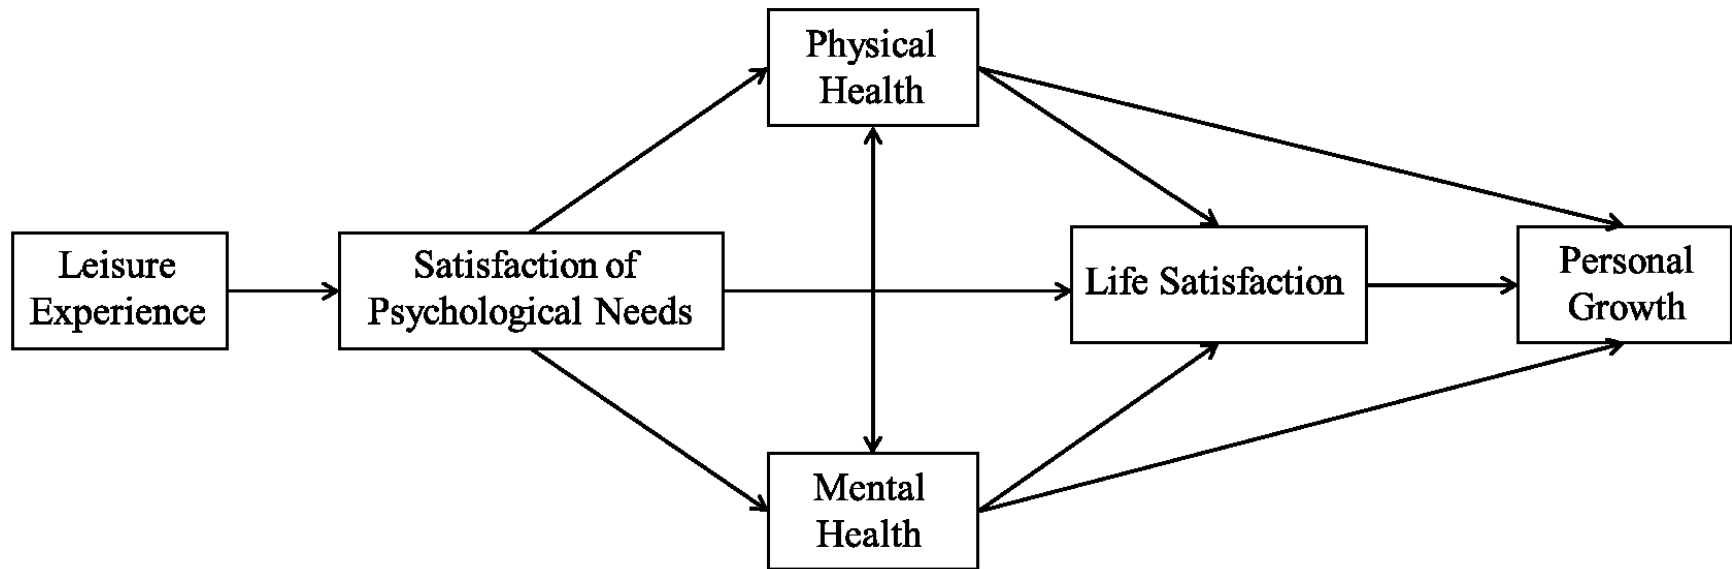 Physical
Health
Leisure
Experience
Satisfaction of
Psychological Needs
Life Satisfaction
Personal
Growth
Mental
Health